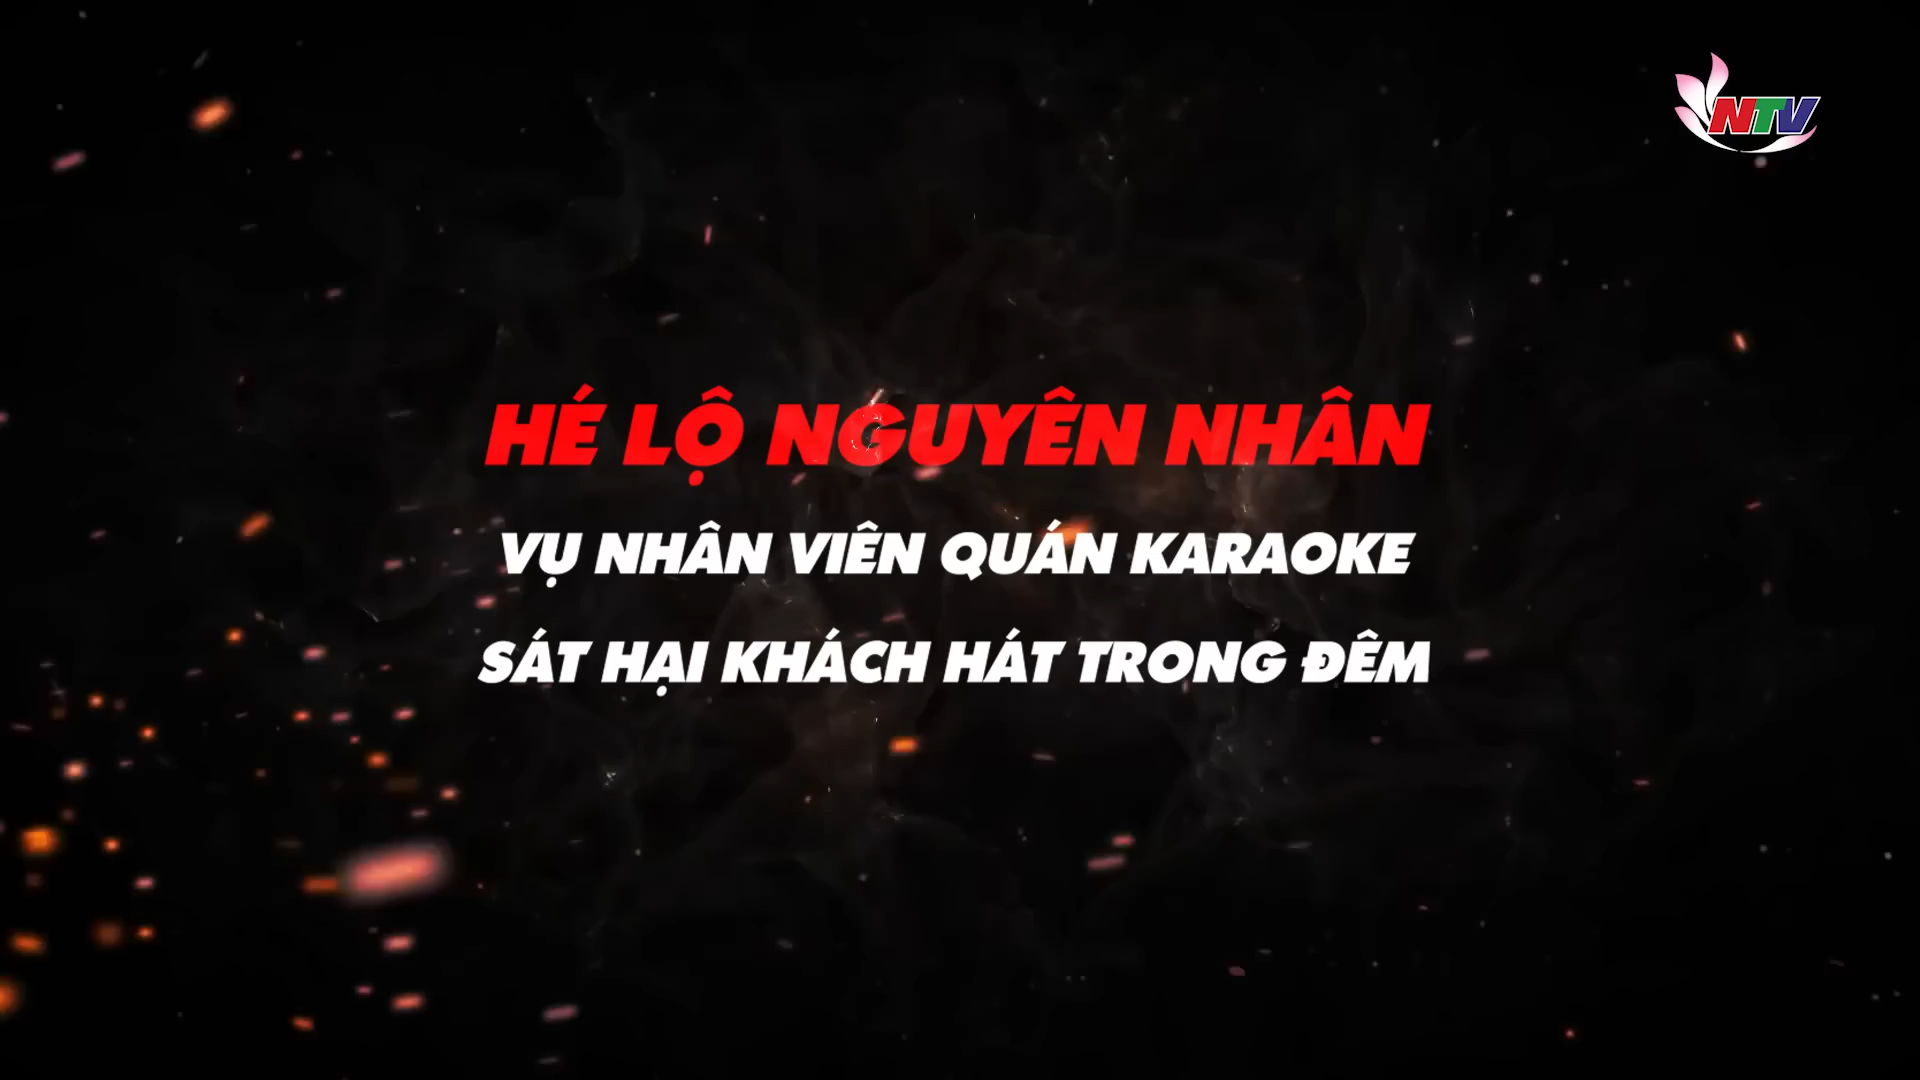 NTV
HÉ LỘ NGUYÊN NHÂN
VỤ NHÂN VIÊN QUÁN KARAOKE
SÁT HẠI KHÁCH HÁT TRONG ĐÊM